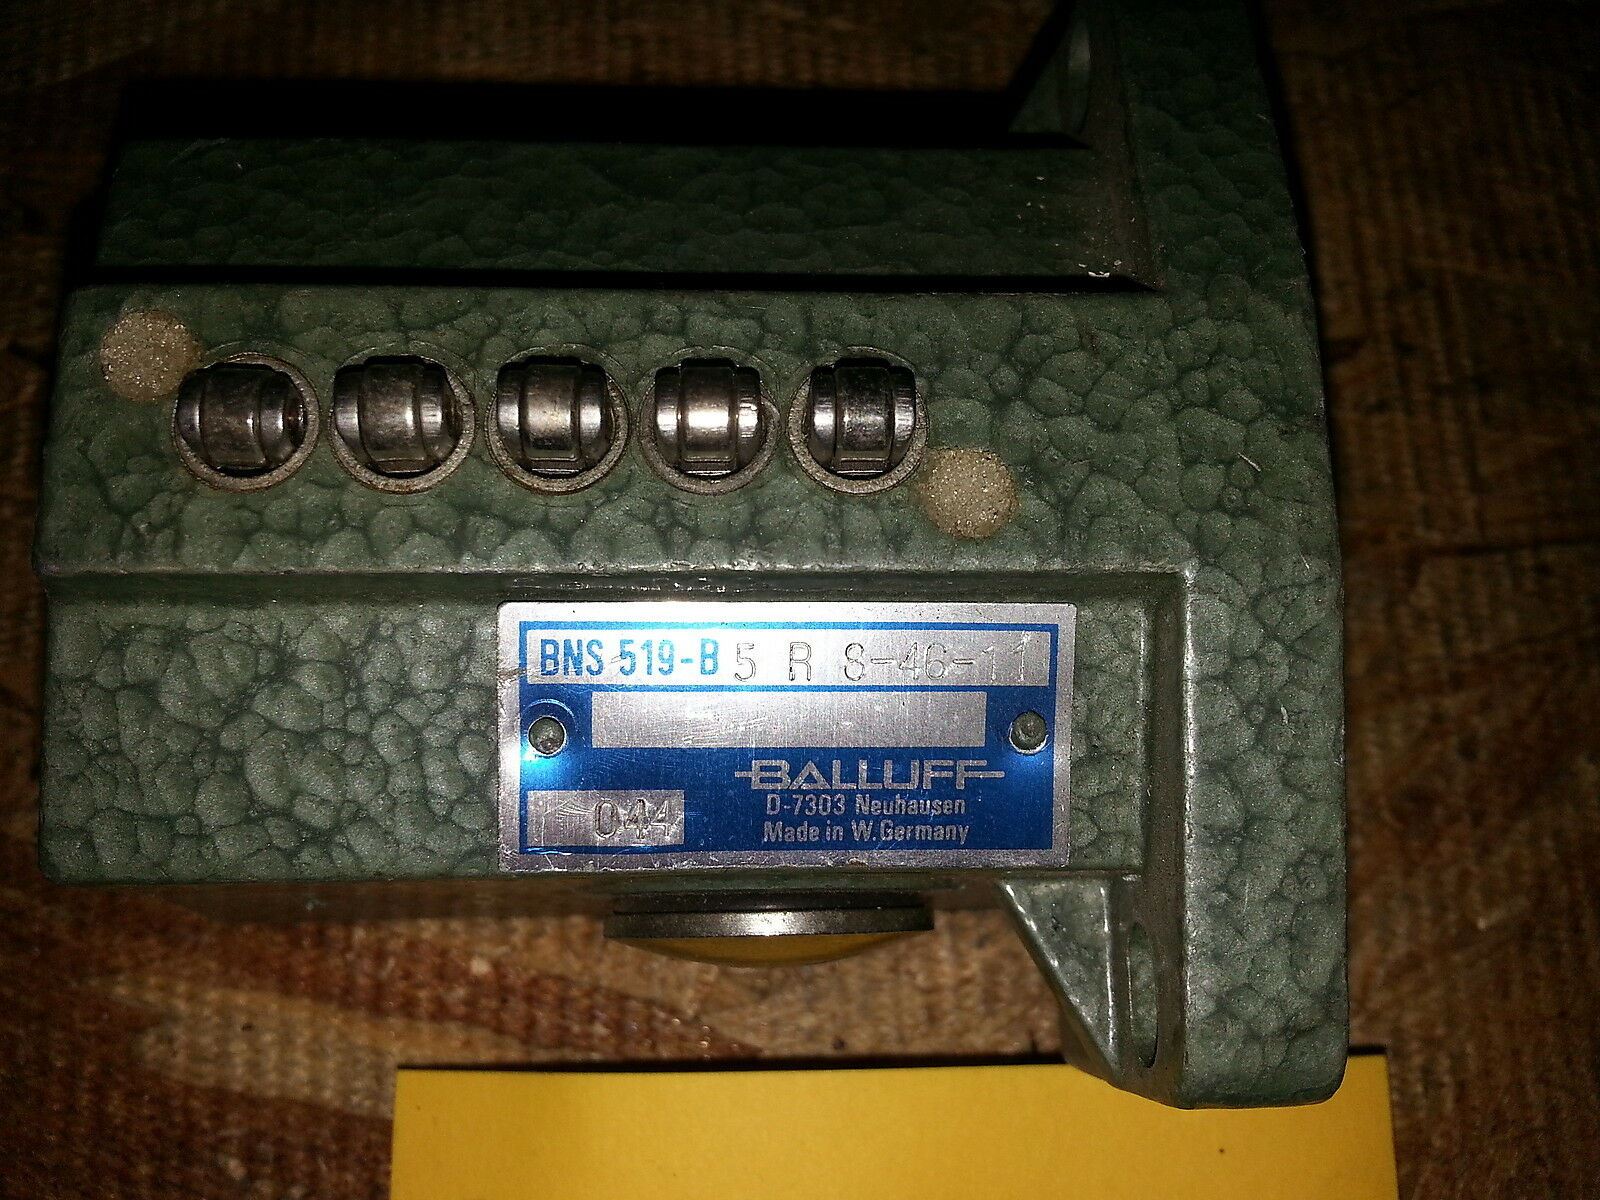 BNS 519-B 5 R 8-46-11
BALLUFF
D-7303 Neuhausen
Made in W. Germany
044